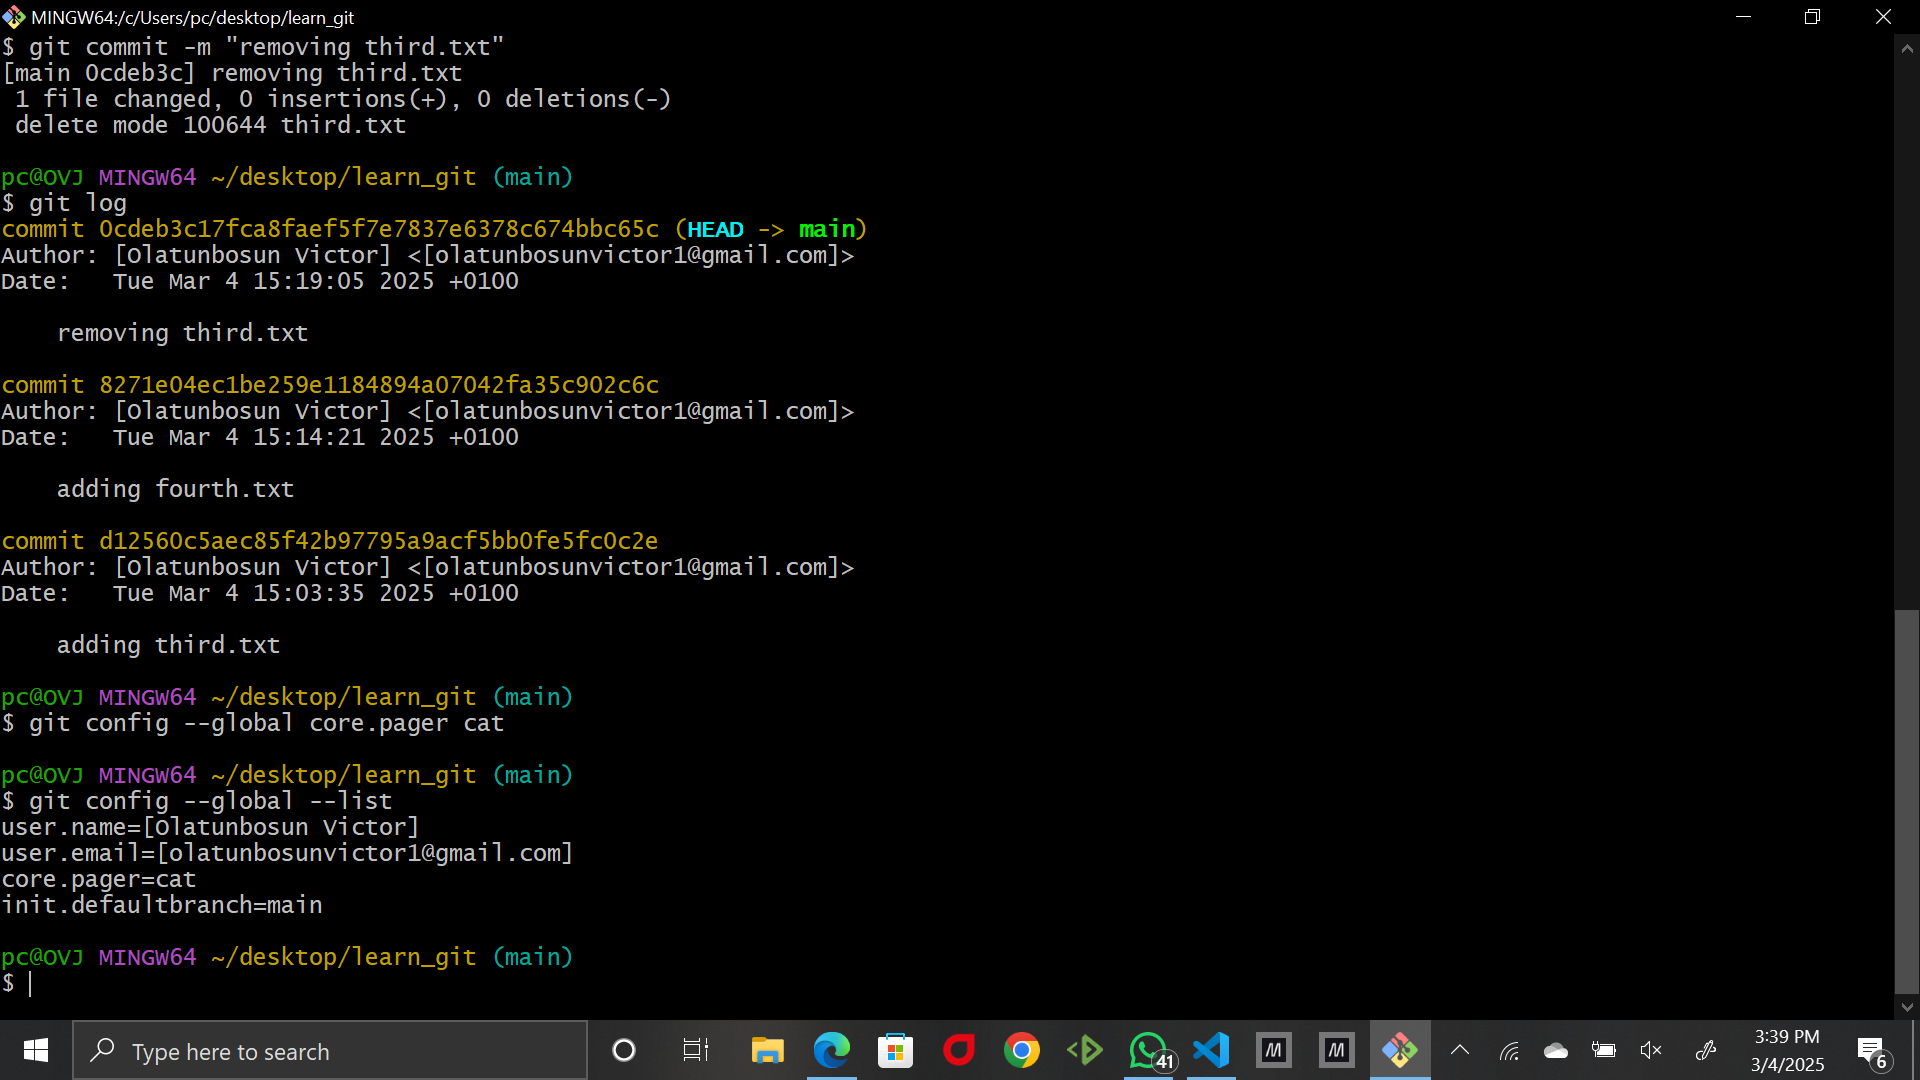 MINGW64:/c/Users/pc/desktop/learn_git
$ git commit -m "removing third.txt"
[main 0cdeb3c] removing third.txt
 1 file changed, 0 insertions(+), 0 deletions(-)
 delete mode 100644 third.txt

pc@OVJ MINGW64 ~/desktop/learn_git (main)
$ git log
commit 0cdeb3c17fca8faef5f7e7837e6378c674bbc65c (HEAD -> main)
Author: [Olatunbosun Victor] <[olatunbosunvictor1@gmail.com]>
Date:   Tue Mar 4 15:19:05 2025 +0100

    removing third.txt

commit 8271e04ec1be259e1184894a07042fa35c902c6c
Author: [Olatunbosun Victor] <[olatunbosunvictor1@gmail.com]>
Date:   Tue Mar 4 15:14:21 2025 +0100

    adding fourth.txt

commit d12560c5aec85f42b97795a9acf5bb0fe5fc0c2e
Author: [Olatunbosun Victor] <[olatunbosunvictor1@gmail.com]>
Date:   Tue Mar 4 15:03:35 2025 +0100

    adding third.txt

pc@OVJ MINGW64 ~/desktop/learn_git (main)
$ git config --global core.pager cat

pc@OVJ MINGW64 ~/desktop/learn_git (main)
$ git config --global --list
user.name=[Olatunbosun Victor]
user.email=[olatunbosunvictor1@gmail.com]
core.pager=cat
init.defaultbranch=main

pc@OVJ MINGW64 ~/desktop/learn_git (main)
$
Type here to search
41
M
M
3:39 PM
3/4/2025
6